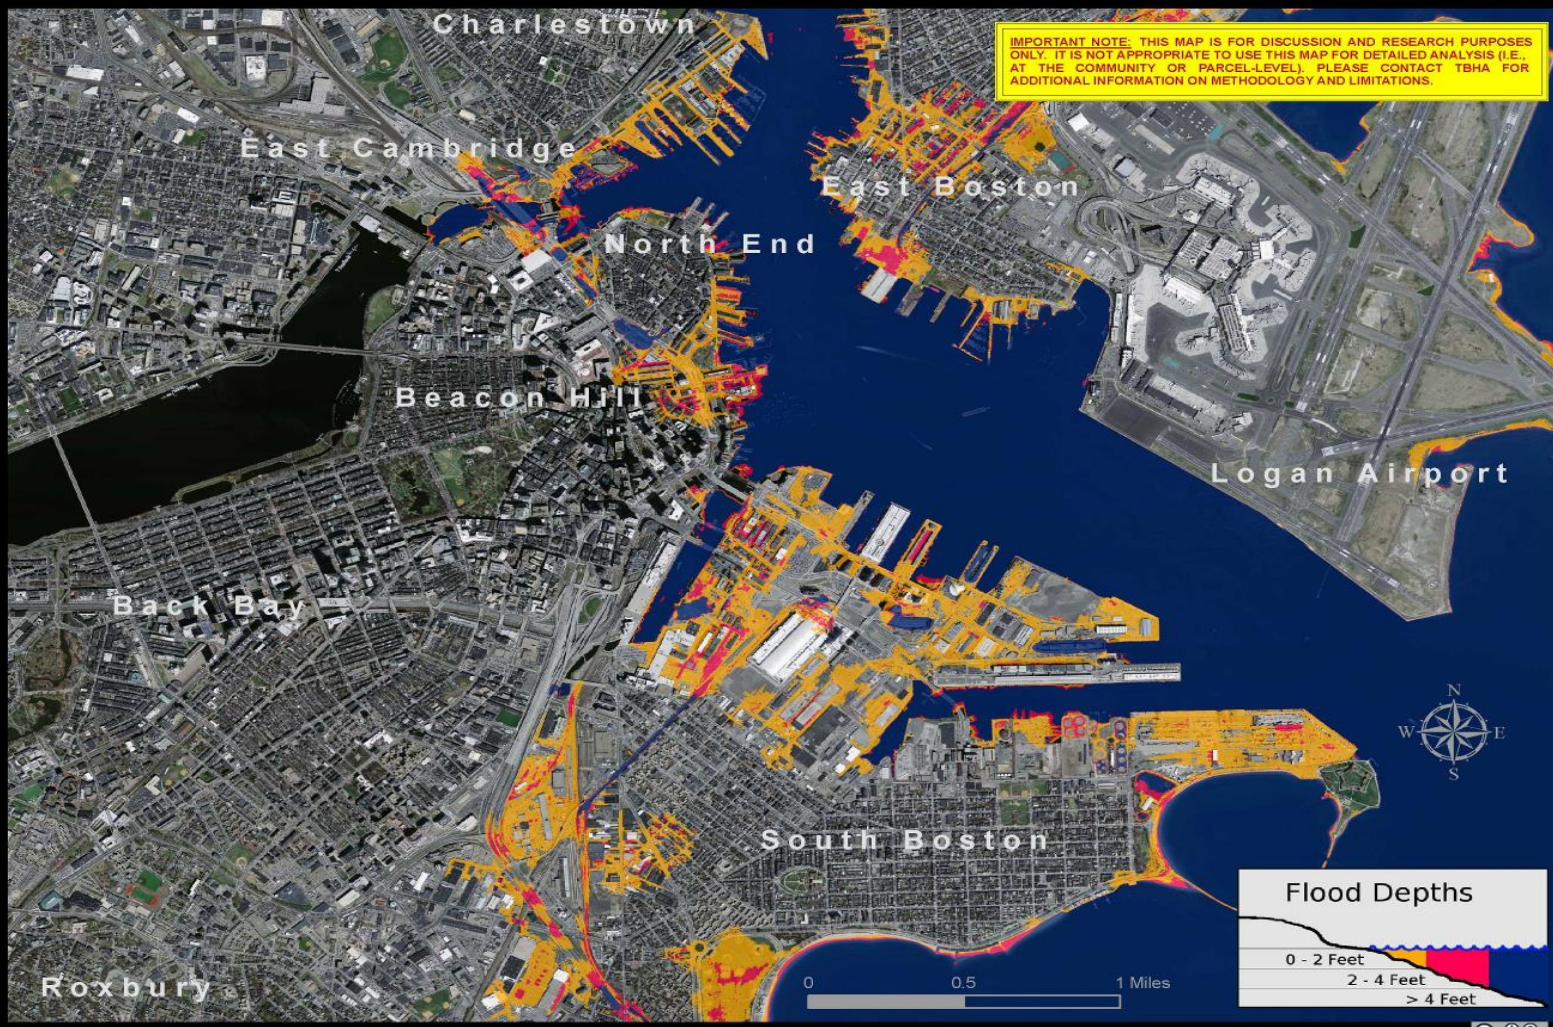 Charlestown
IMPORTANT NOTE: THIS MAP IS FOR DISCUSSION AND RESEARCH PURPOSES
ONLY. IT IS NOT APPROPRIATE TO USE THIS MAP FOR DETAILED ANALYSIS (I.E.,
AT THE COMMUNITY OR PARCEL-LEVEL). PLEASE CONTACT TBHA FOR
ADDITIONAL INFORMATION ON METHODOLOGY AND LIMITATIONS.
East Cambridge
East Boston
North End
Beacon Hill
Logan Airport
Back Bay
N
W E
S
South Boston
Flood Depths
0 - 2 Feet
2 - 4 Feet
> 4 Feet
Roxbury
0 0.5 1 Miles